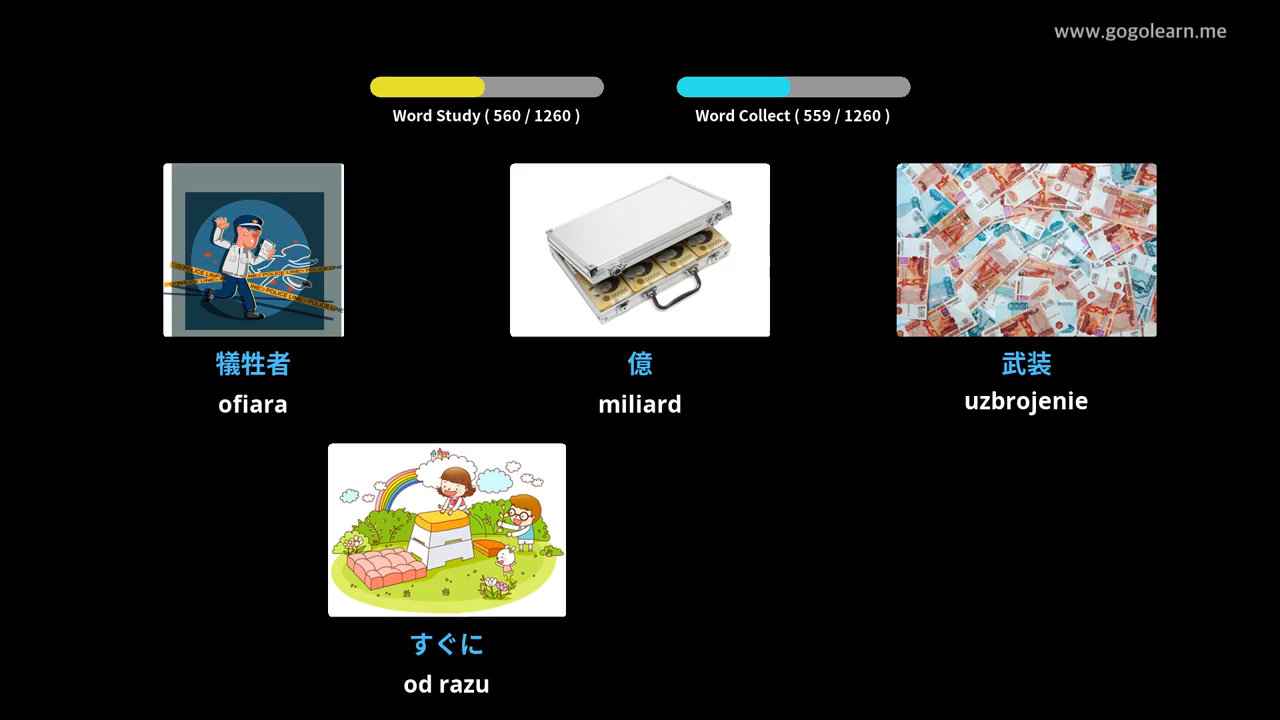 www.gogolearn.me
Word Study ( 560 / 1260 )
Word Collect ( 559 / 1260 )
犠牲者
ofiara
億
miliard
武装
uzbrojenie
すぐに
od razu